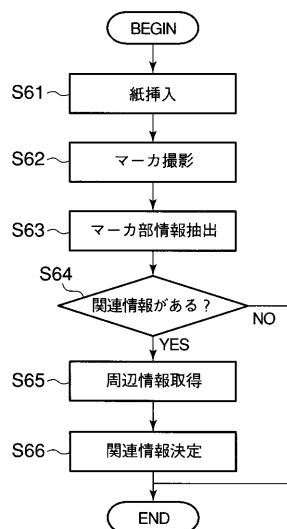 BEGIN
S61
紙挿入
S62
マーカ撮影
S63
マーカ部情報抽出
S64
関連情報がある?
NO
YES
S65
周辺情報取得
S66
関連情報決定
END